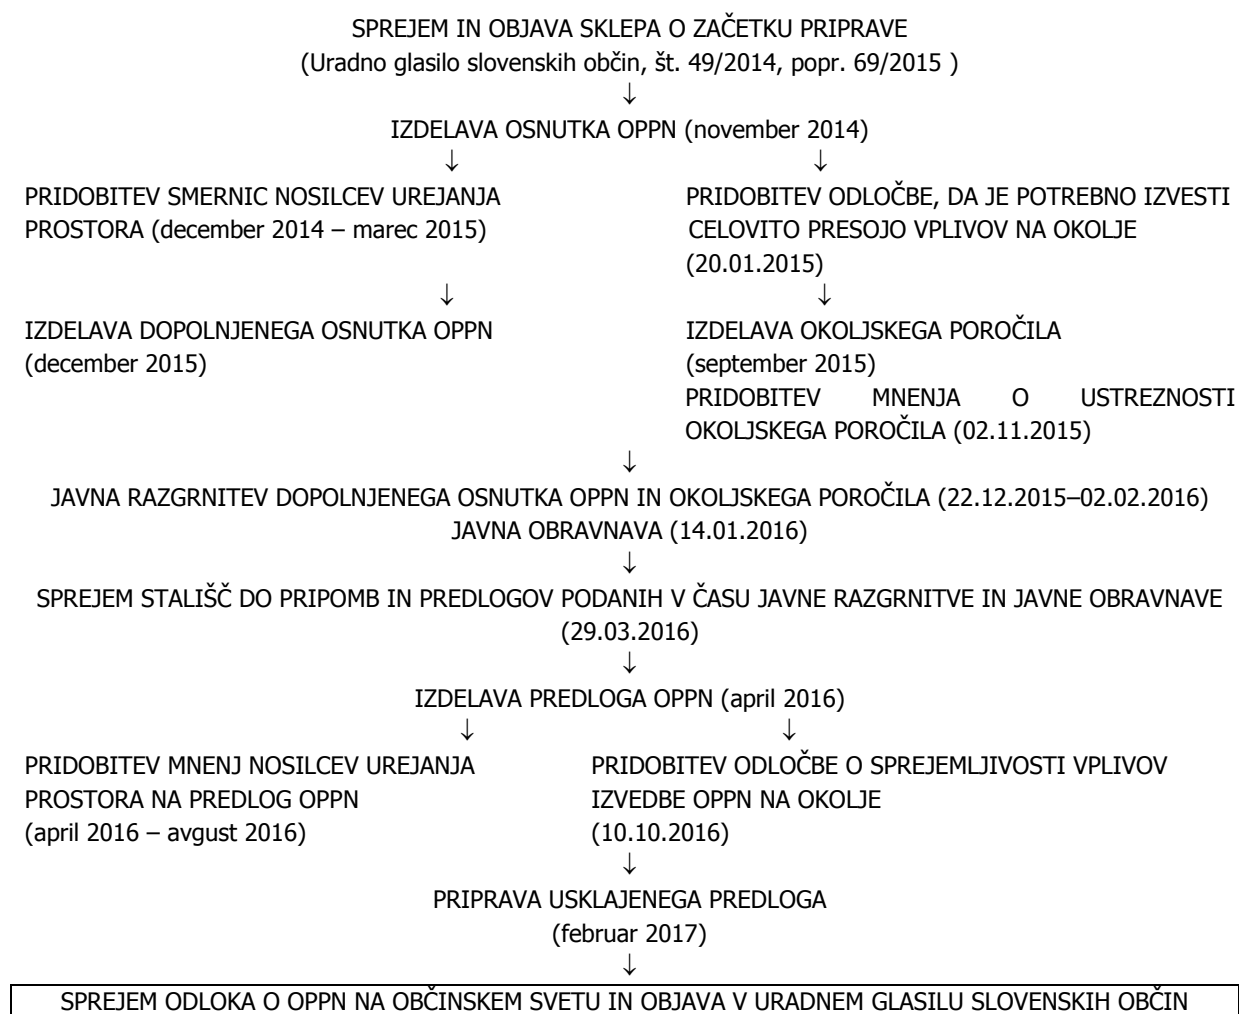 SPREJEM IN OBJAVA SKLEPA O ZAČETKU PRIPRAVE
(Uradno glasilo slovenskih občin, št. 49/2014, popr. 69/2015 )
↓
IZDELAVA OSNUTKA OPPN (november 2014)
↓ ↓
PRIDOBITEV SMERNIC NOSILCEV UREJANJA
PROSTORA (december 2014 – marec 2015)
PRIDOBITEV ODLOČBE, DA JE POTREBNO IZVESTI
CELOVITO PRESOJO VPLIVOV NA OKOLJE
(20.01.2015)
↓ ↓
IZDELAVA DOPOLNJENEGA OSNUTKA OPPN
(december 2015)
IZDELAVA OKOLJSKEGA POROČILA
(september 2015)
PRIDOBITEV MNENJA O USTREZNOSTI
OKOLJSKEGA POROČILA (02.11.2015)
↓
JAVNA RAZGRNITEV DOPOLNJENEGA OSNUTKA OPPN IN OKOLJSKEGA POROČILA (22.12.2015–02.02.2016)
JAVNA OBRAVNAVA (14.01.2016)
↓
SPREJEM STALIŠČ DO PRIPOMB IN PREDLOGOV PODANIH V ČASU JAVNE RAZGRNITVE IN JAVNE OBRAVNAVE
(29.03.2016)
↓
IZDELAVA PREDLOGA OPPN (april 2016)
↓ ↓
PRIDOBITEV MNENJ NOSILCEV UREJANJA
PROSTORA NA PREDLOG OPPN
(april 2016 – avgust 2016)
PRIDOBITEV ODLOČBE O SPREJEMLJIVOSTI VPLIVOV
IZVEDBE OPPN NA OKOLJE
(10.10.2016)
↓
PRIPRAVA USKLAJENEGA PREDLOGA
(februar 2017)
↓
SPREJEM ODLOKA O OPPN NA OBČINSKEM SVETU IN OBJAVA V URADNEM GLASILU SLOVENSKIH OBČIN